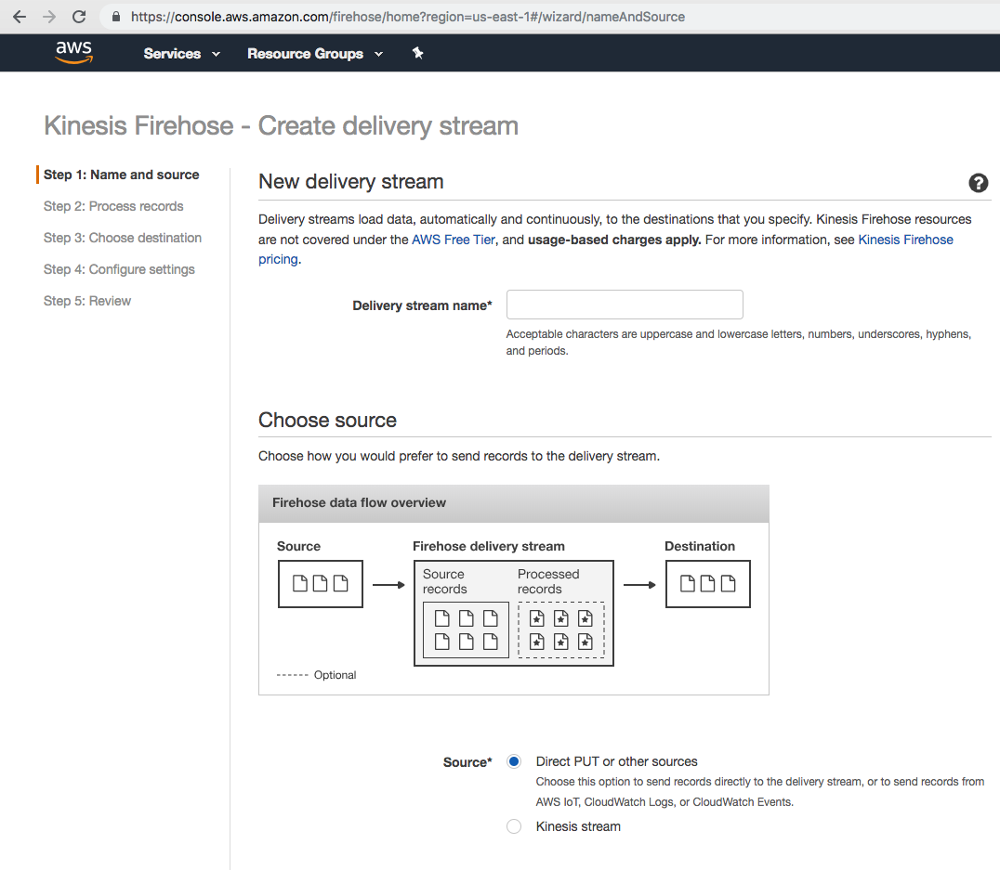 https://console.aws.amazon.com/firehose/home?region=us-east-1#/wizard/nameAndSource
aws
Services
Resource Groups
Kinesis Firehose - Create delivery stream
Step 1: Name and source
Step 2: Process records
Step 3: Choose destination
Step 4: Configure settings
Step 5: Review
New delivery stream
?
Delivery streams load data, automatically and continuously, to the destinations that you specify. Kinesis Firehose resources
are not covered under the AWS Free Tier, and usage-based charges apply. For more information, see Kinesis Firehose
pricing.
Delivery stream name*
Acceptable characters are uppercase and lowercase letters, numbers, underscores, hyphens,
and periods.
Choose source
Choose how you would prefer to send records to the delivery stream.
Firehose data flow overview
Source
Firehose delivery stream
Destination
Source
records
Processed
records
Optional
Source*
Direct PUT or other sources
Choose this option to send records directly to the delivery stream, or to send records from
AWS IoT, CloudWatch Logs, or CloudWatch Events.
Kinesis stream